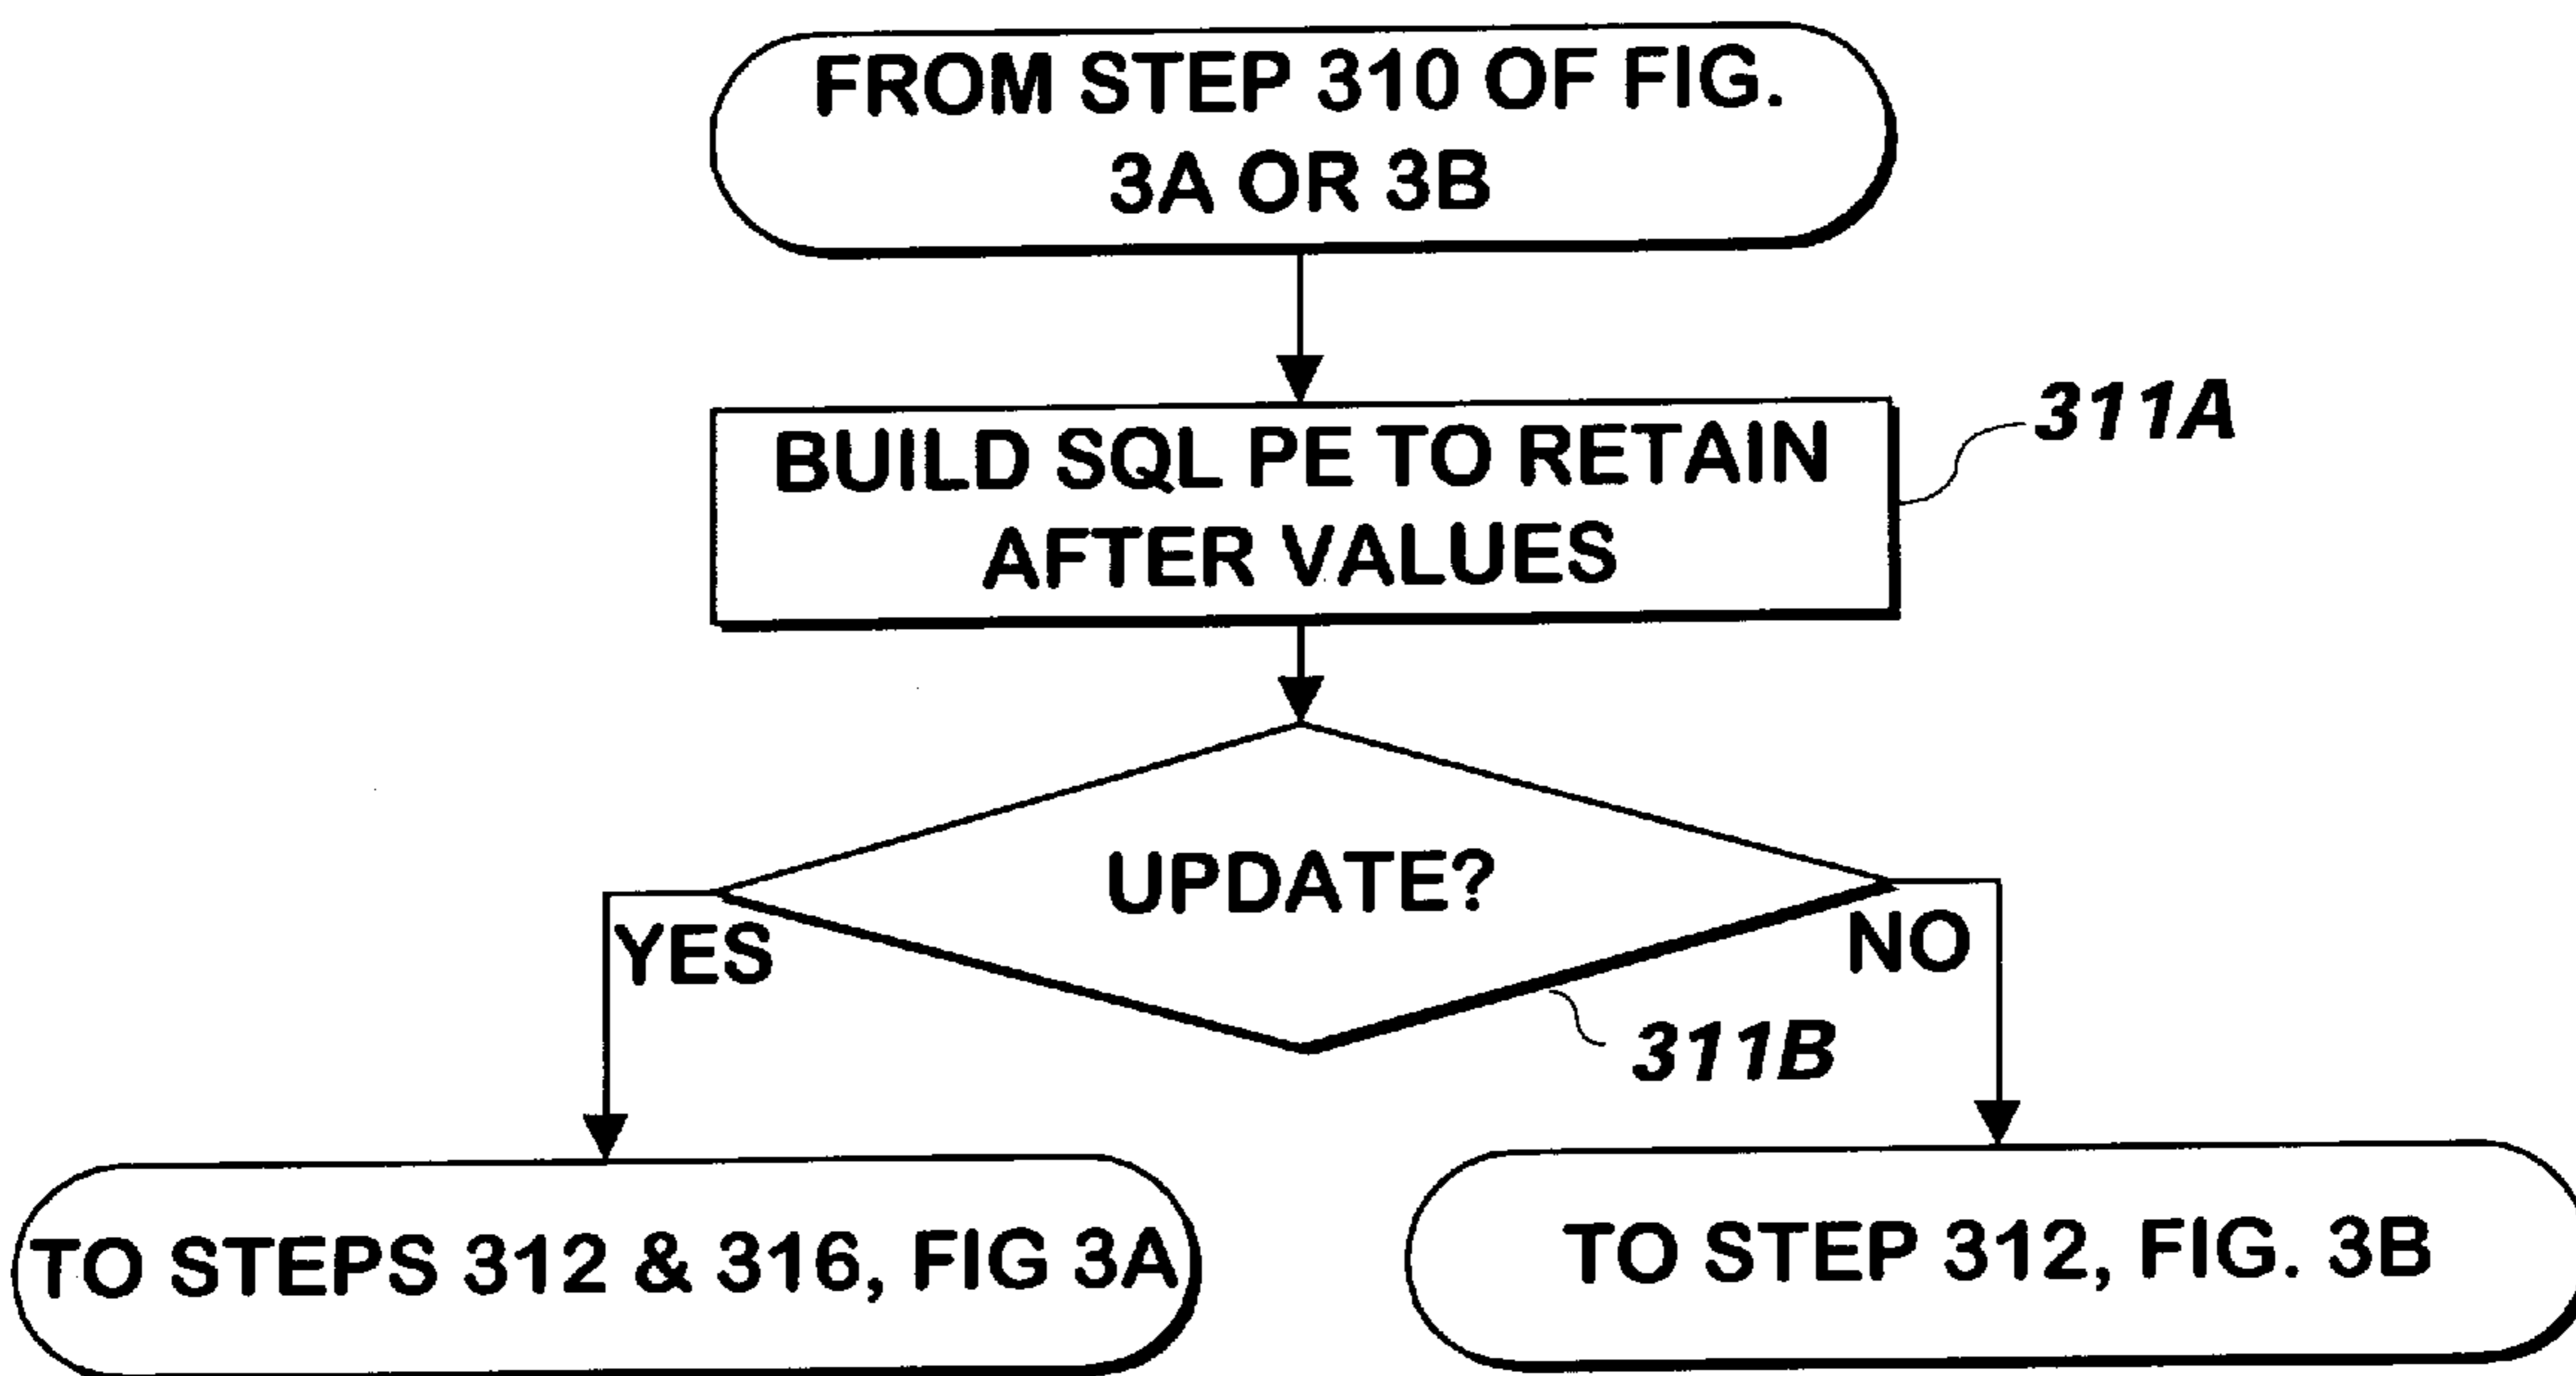 FROM STEP 310 OF FIG.
3A OR 3B
BUILD SQL PE TO RETAIN
AFTER VALUES
311A
UPDATE?
YES
NO
311B
TO STEPS 312 & 316, FIG 3A
TO STEP 312, FIG. 3B